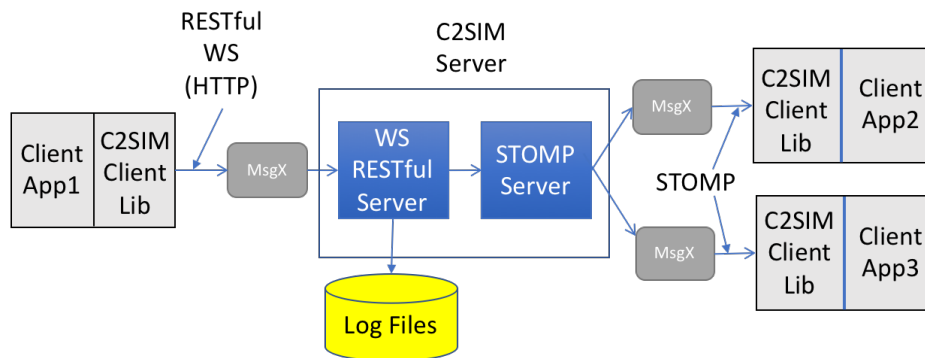 RESTful
WS
(HTTP)
C2SIM
Server
Client
App1
C2SIM
Client
Lib
MsgX
WS
RESTful
Server
STOMP
Server
MsgX
MsgX
STOMP
C2SIM
Client
Lib
Client
App2
C2SIM
Client
Lib
Client
App3
Log Files